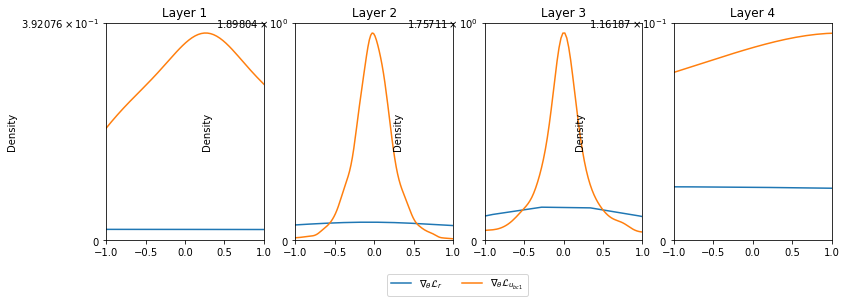 Layer 1
Layer 2
Layer 3
Layer 4
3.92076 × 10⁻¹
1.89804 × 10⁰
1.75711 × 10⁰
1.16187 × 10⁻¹
Density
Density
Density
Density
0
0
0
0
−1.0 −0.5 0.0 0.5 1.0
−1.0 −0.5 0.0 0.5 1.0
−1.0 −0.5 0.0 0.5 1.0
−1.0 −0.5 0.0 0.5 1.0
∇θℒr ∇θℒu_bc1